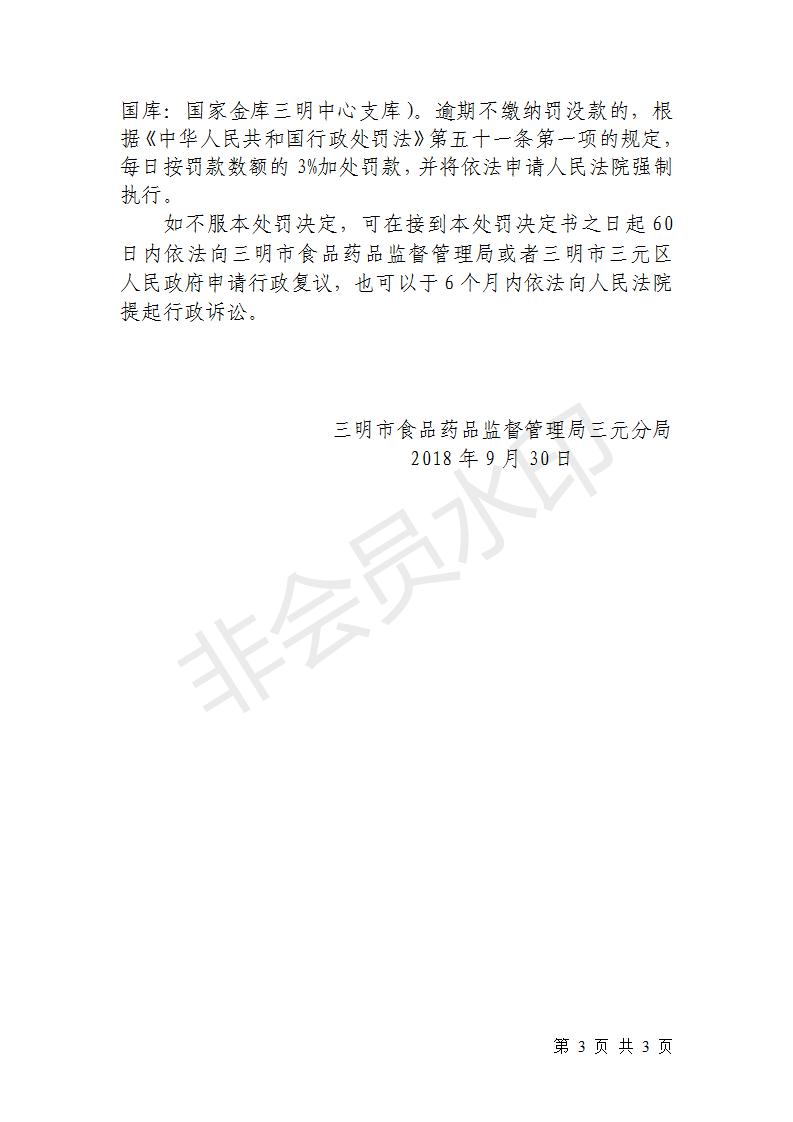 国库：国家金库三明中心支库）。逾期不缴纳罚没款的，根
据《中华人民共和国行政处罚法》第五十一条第一项的规定，
每日按罚款数额的 3%加处罚款，并将依法申请人民法院强制
执行。
如不服本处罚决定，可在接到本处罚决定书之日起 60
日内依法向三明市食品药品监督管理局或者三明市三元区
人民政府申请行政复议，也可以于 6 个月内依法向人民法院
提起行政诉讼。
三明市食品药品监督管理局三元分局
2018 年 9 月 30 日
非会员水印
第 3 页 共 3 页